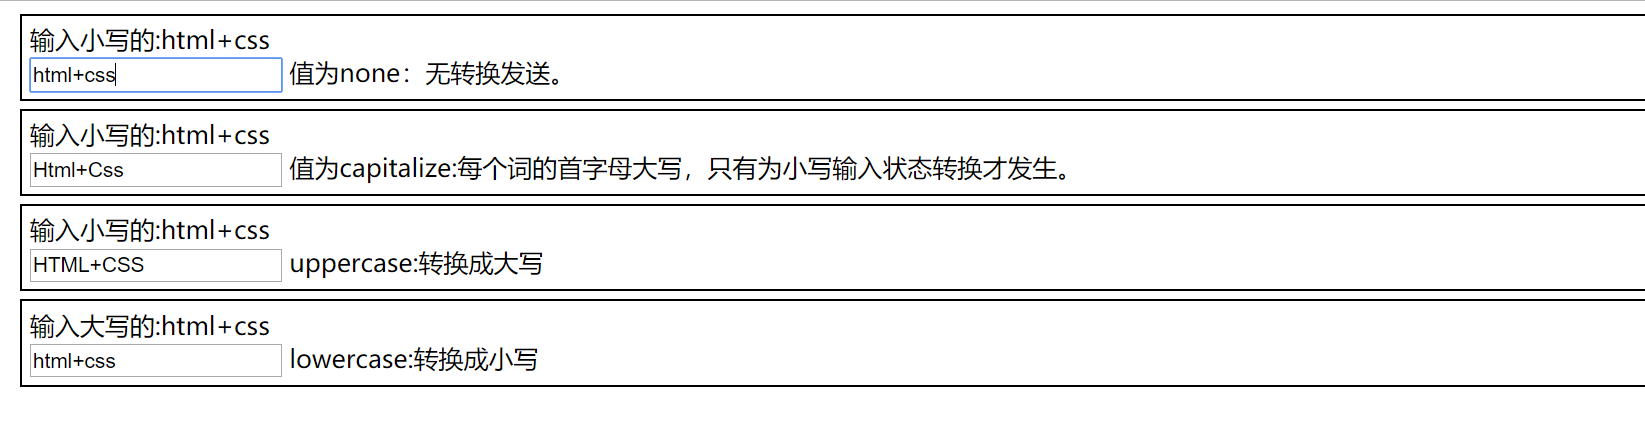 输入小写的:html+css
html+css 值为none：无转换发送。
输入小写的:html+css
Html+Css 值为capitalize:每个词的首字母大写，只有为小写输入状态转换才发生。
输入小写的:html+css
HTML+CSS uppercase:转换成大写
输入大写的:html+css
html+css lowercase:转换成小写